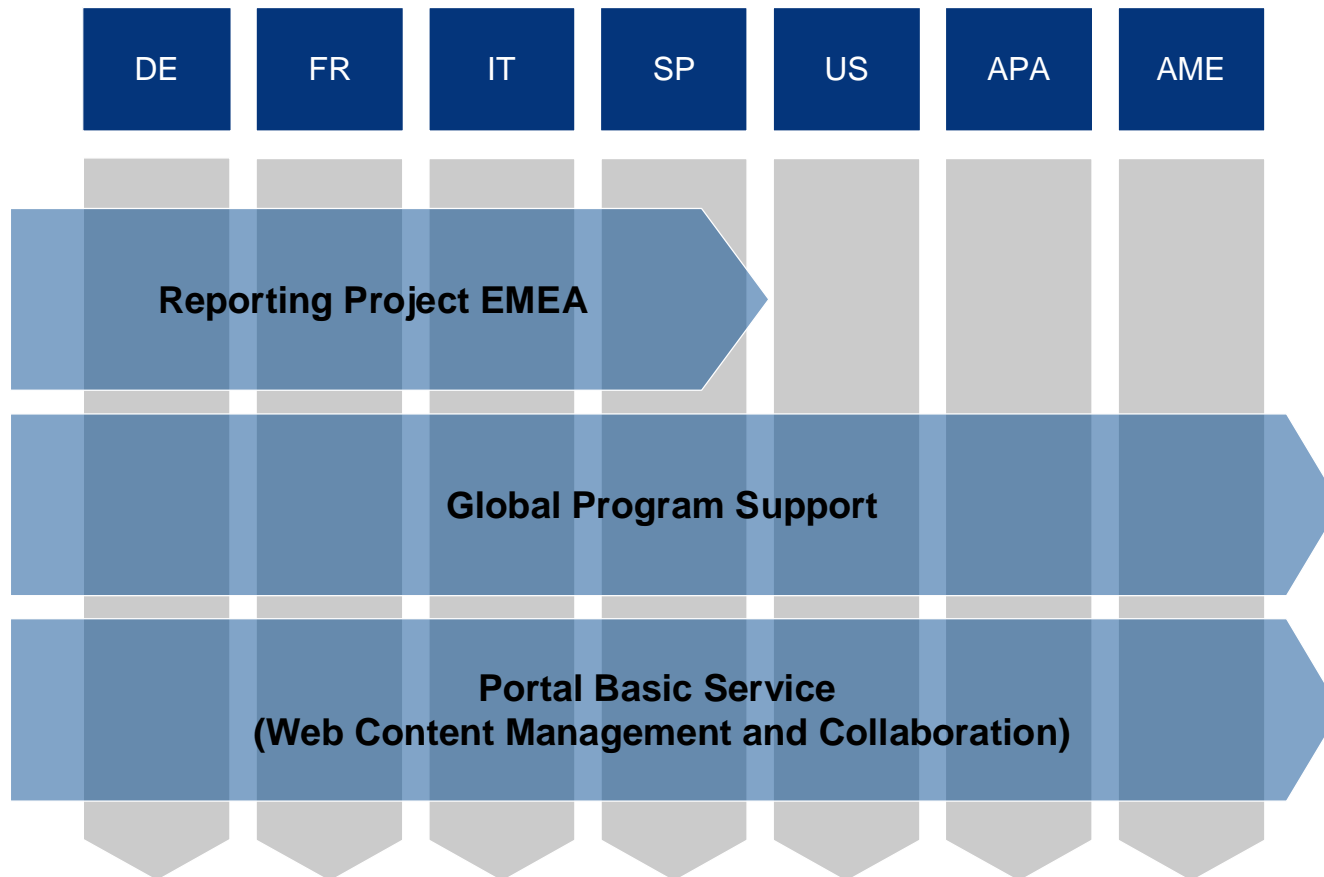 DE FR IT SP US APA AME
Reporting Project EMEA
Global Program Support
Portal Basic Service
(Web Content Management and Collaboration)